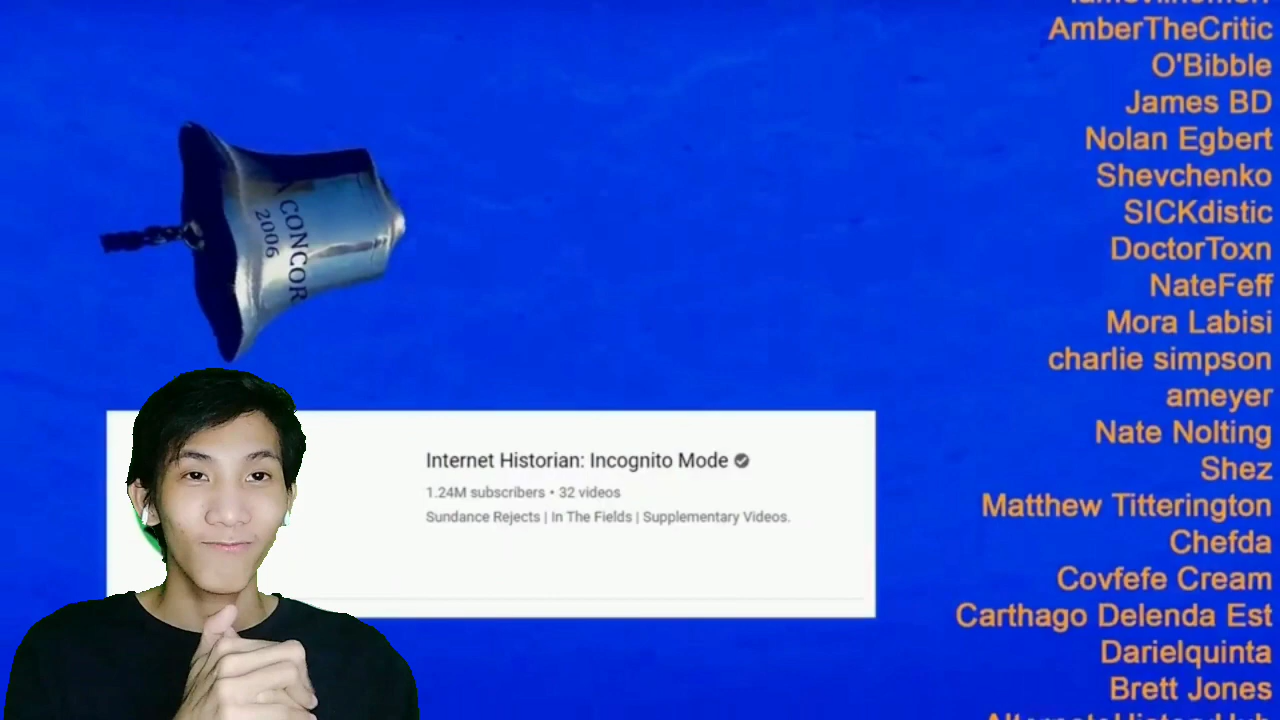 AmberTheCritic
O'Bibble
James BD
Nolan Egbert
Shevchenko
SICKdistic
DoctorToxn
NateFeff
Mora Labisi
charlie simpson
ameyer
Nate Nolting
Shez
Matthew Titterington
Chefda
Covfefe Cream
Carthago Delenda Est
Darielquinta
Brett Jones
CONCOR
2006
Internet Historian: Incognito Mode
1.24M subscribers • 32 videos
Sundance Rejects | In The Fields | Supplementary Videos.